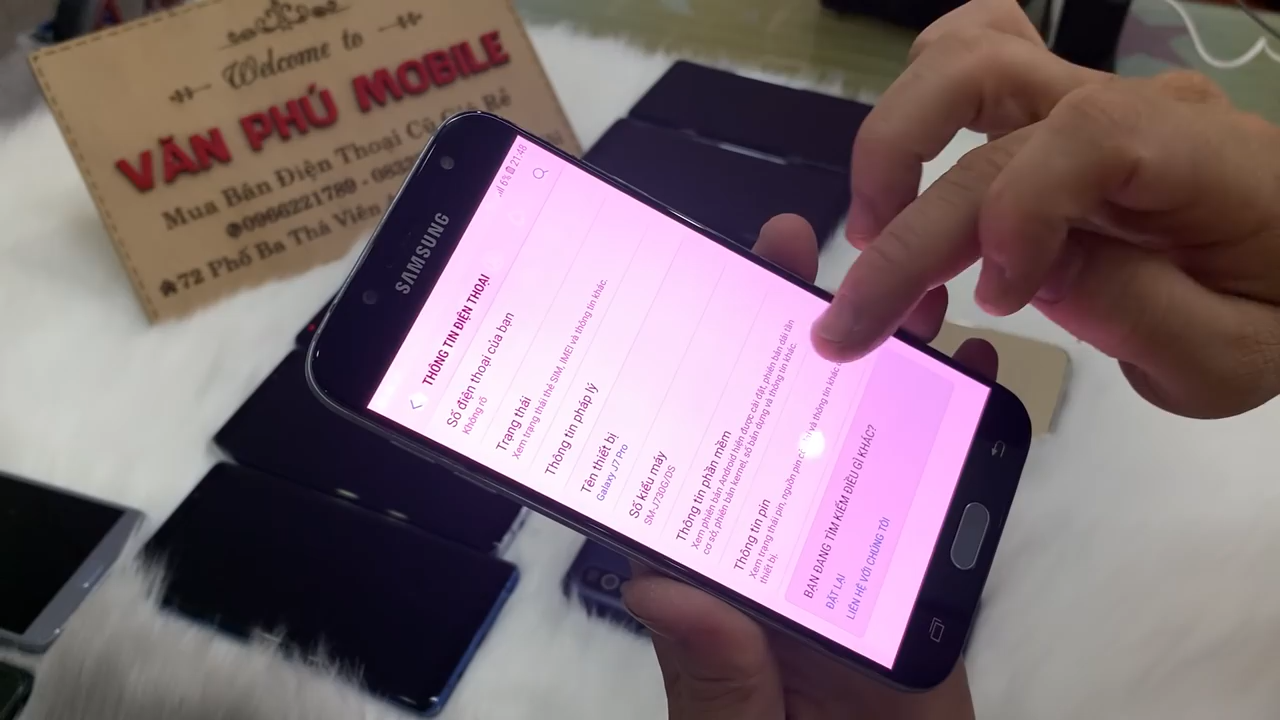 Welcome to
VĂN PHÚ MOBILE
Mua Bán Điện Thoại Cũ Giá Rẻ
0966221789 - 083
72 Phố Ba Thá Viên
SAMSUNG
6% 21:48
THÔNG TIN ĐIỆN THOẠI
Số điện thoại của bạn
Không rõ
Trạng thái
Xem trạng thái thẻ SIM, IMEI và thông tin khác.
Thông tin pháp lý
Tên thiết bị
Galaxy J7 Pro
Số kiểu máy
SM-J730G/DS
Thông tin phần mềm
Xem phiên bản Android hiện được cài đặt, phiên bản dải tần
cơ sở, phiên bản kernel, số bản dựng và thông tin khác.
Thông tin pin
Xem trạng thái pin, nguồn pin và thông tin khác
thiết bị.
BẠN ĐANG TÌM KIẾM ĐIỀU GÌ KHÁC?
ĐẶT LẠI
LIÊN HỆ VỚI CHÚNG TÔI